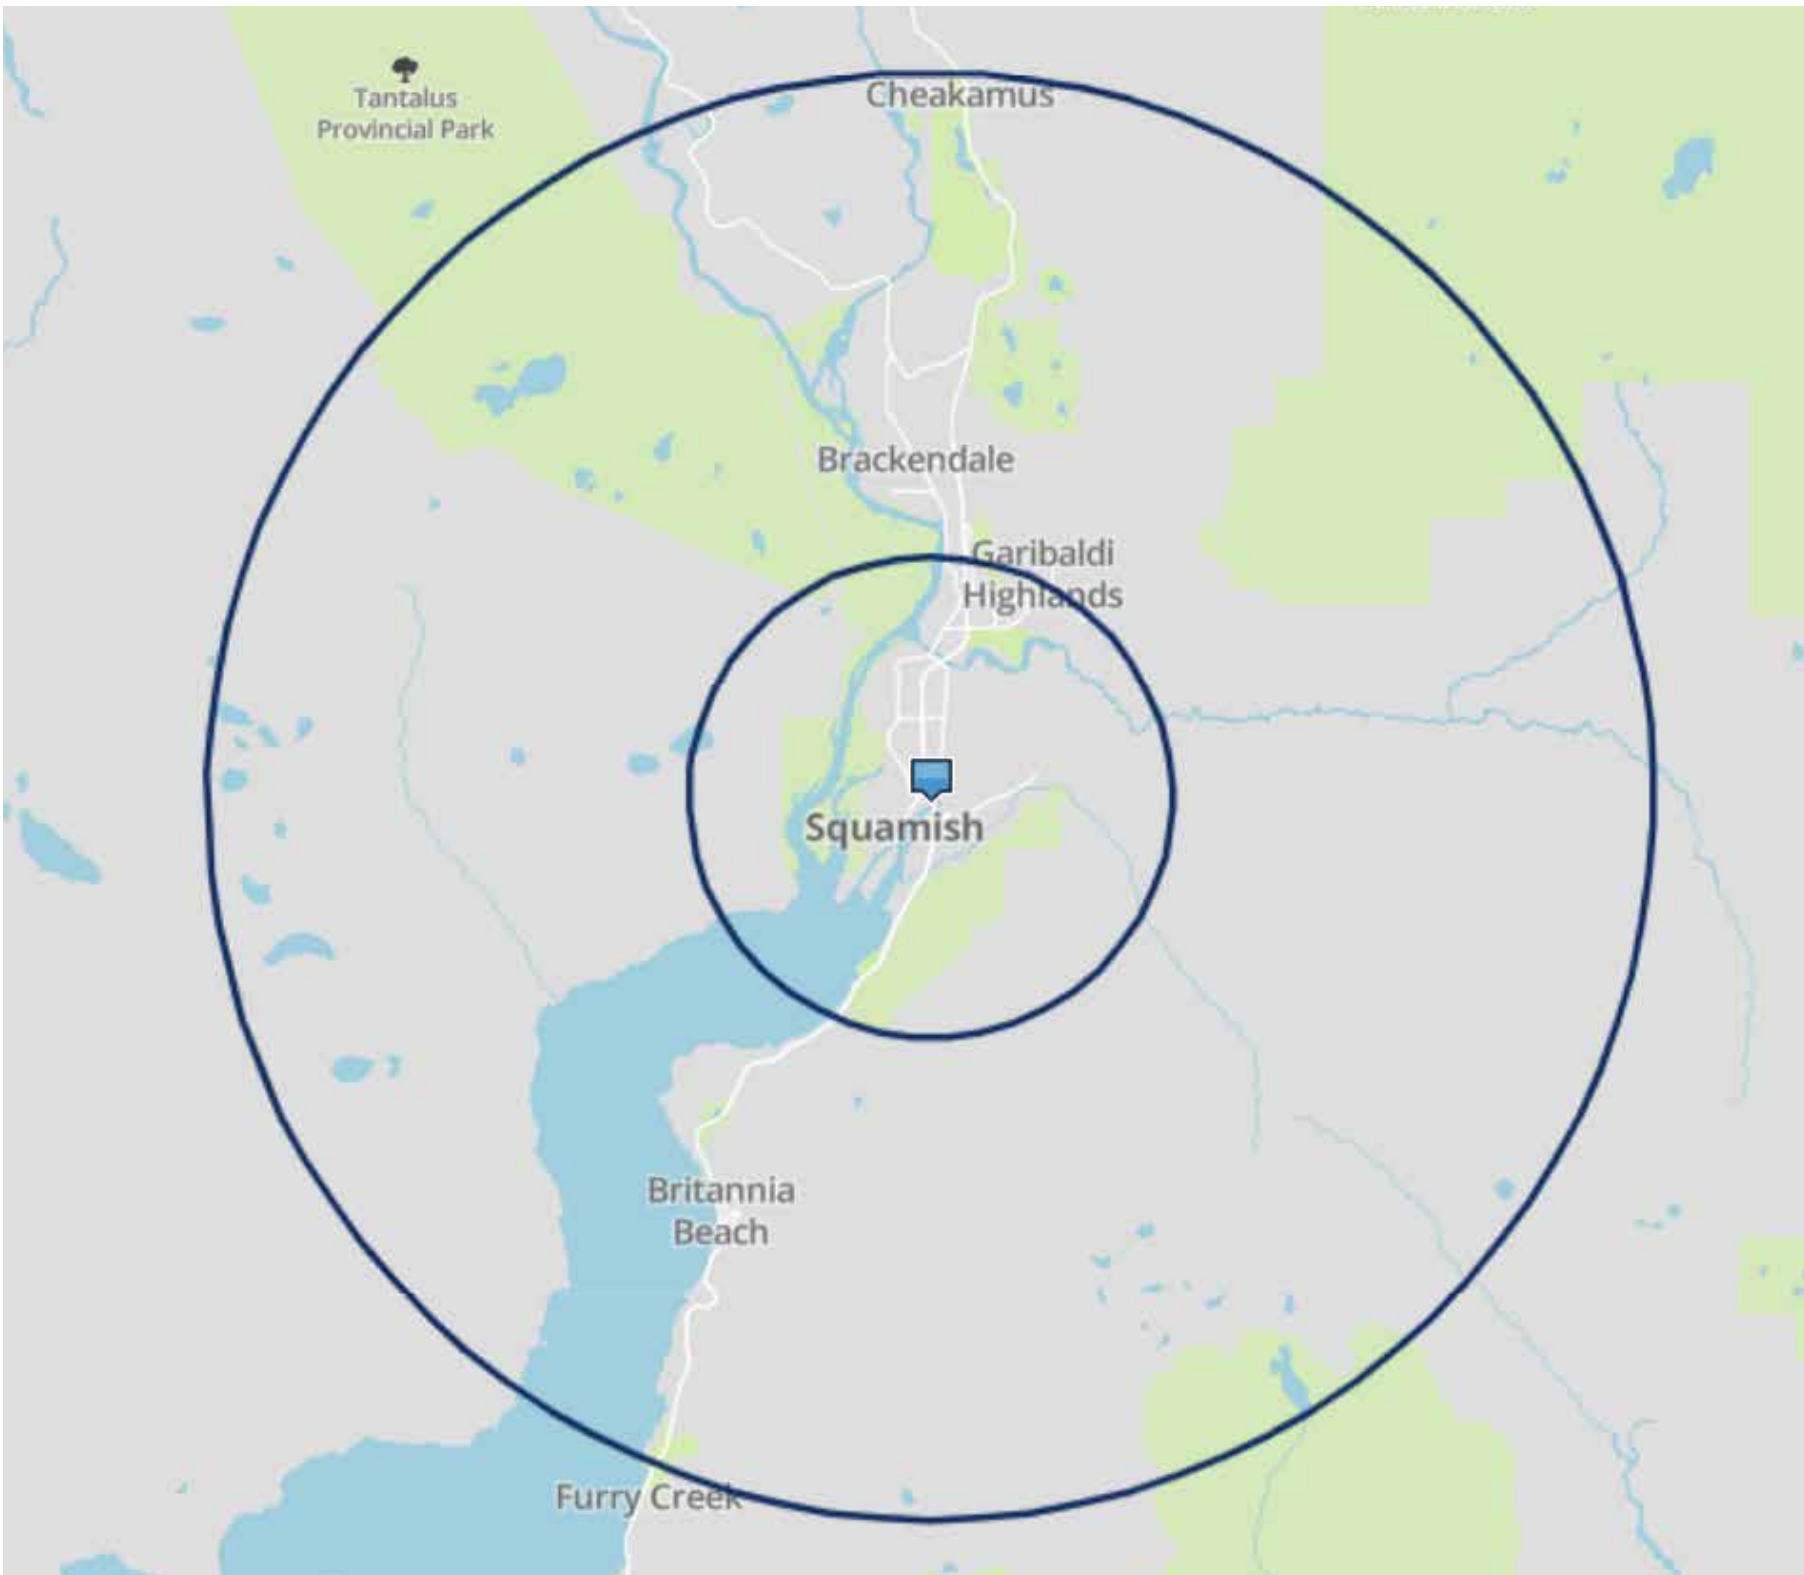 Tantalus
Provincial Park
Cheakamus
Brackendale
Garibaldi
Highlands
Squamish
Britannia
Beach
Furry Creek